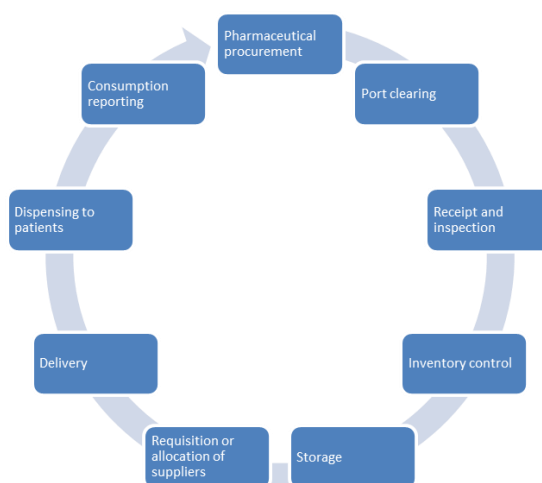 Pharmaceutical
procurement
Port clearing
Receipt and
inspection
Inventory control
Storage
Requisition or
allocation of
suppliers
Delivery
Dispensing to
patients
Consumption
reporting